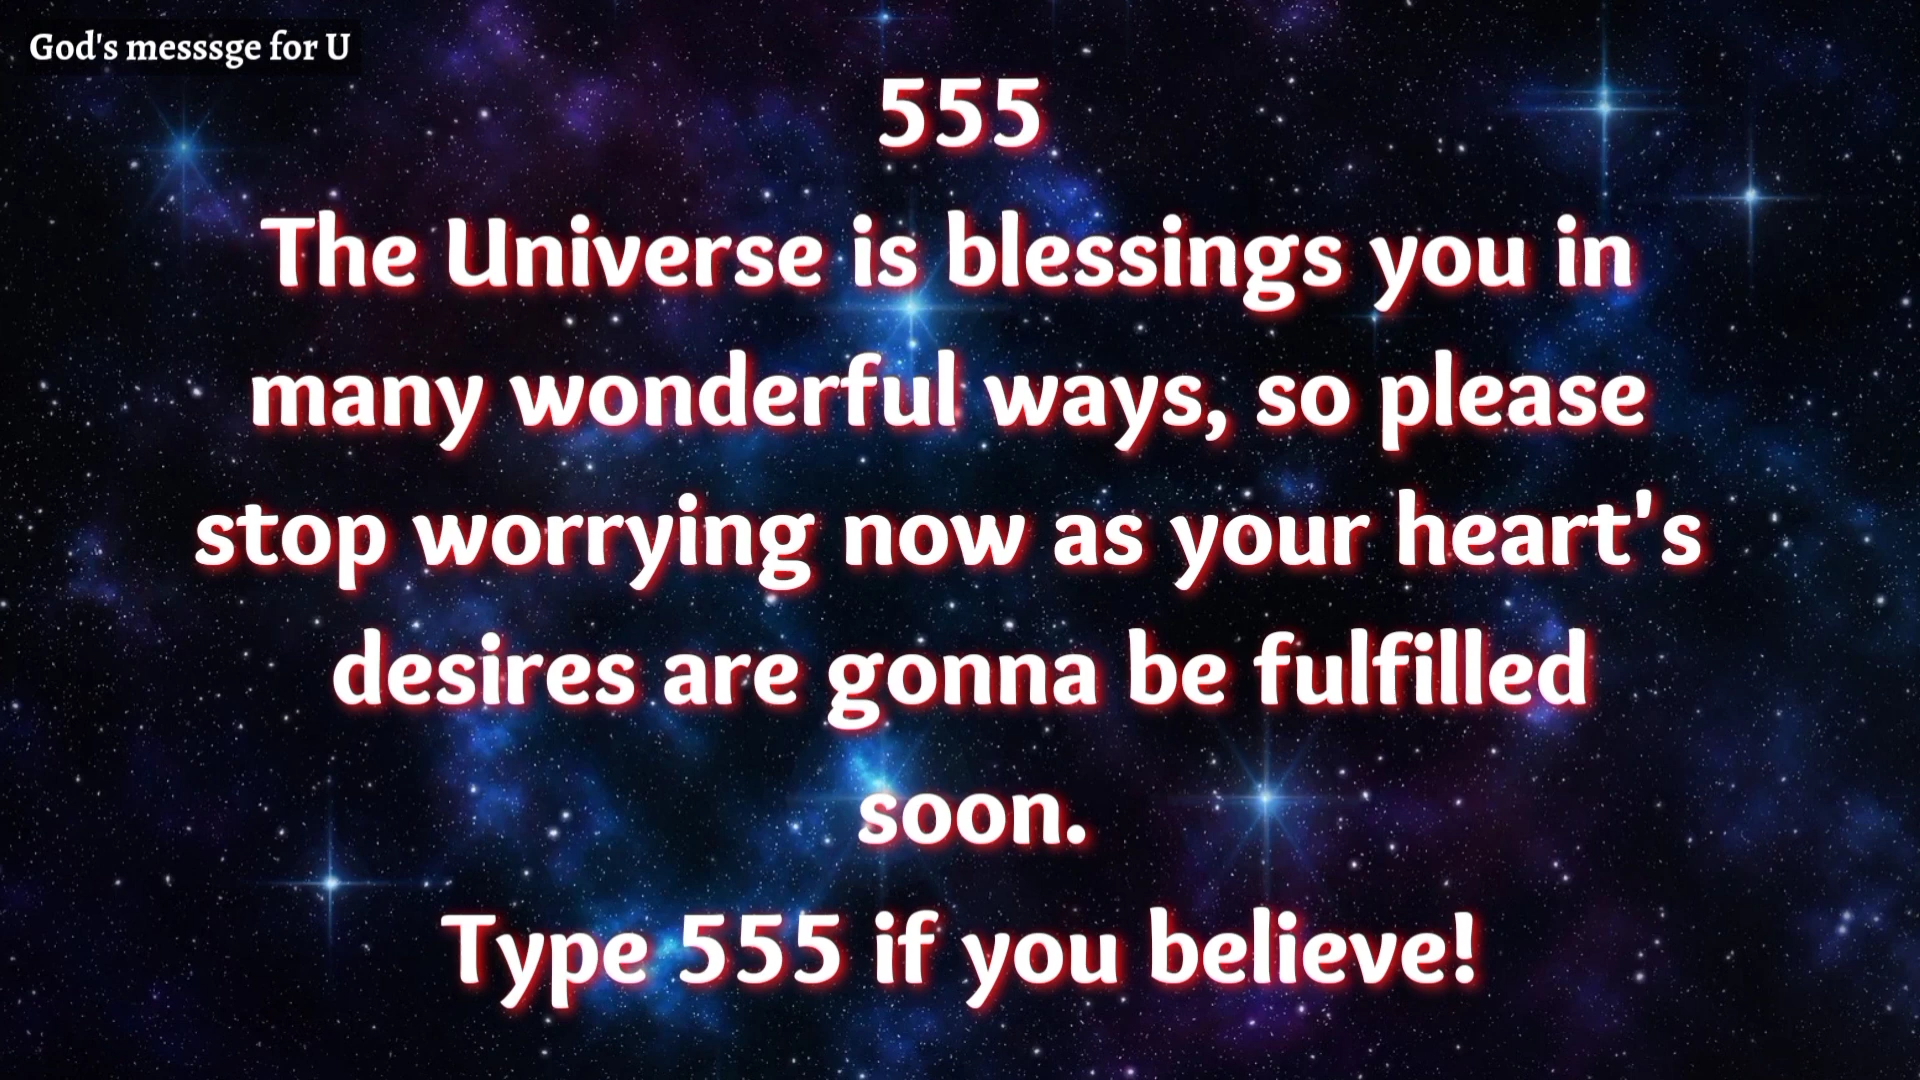 God's messsge for U
555
The Universe is blessings you in
many wonderful ways, so please
stop worrying now as your heart's
desires are gonna be fulfilled
soon.
Type 555 if you believe!